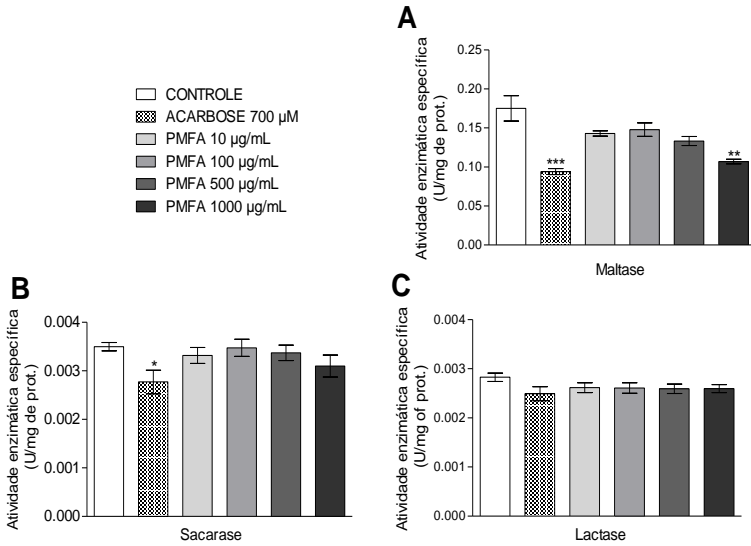 A
CONTROLE
ACARBOSE 700 µM
PMFA 10 µg/mL
PMFA 100 µg/mL
PMFA 500 µg/mL
PMFA 1000 µg/mL
Atividade enzimática específica
(U/mg de prot.)
0.25
0.20
0.15
0.10
0.05
0.00
***
**
Maltase
B
Atividade enzimática específica
(U/mg de prot.)
0.004
0.003
0.002
0.001
0.000
*
Sacarase
C
Atividade enzimática específica
(U/mg of prot.)
0.004
0.003
0.002
0.001
0.000
Lactase